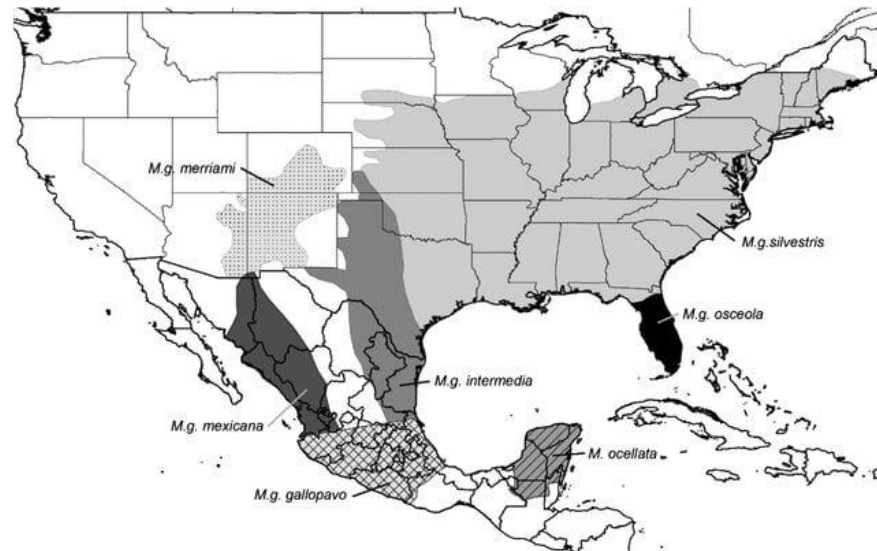 M.g. merriami
M.g.silvestris
M.g. osceola
M.g. intermedia
M.g. mexicana
M. ocellata
M.g. gallopavo